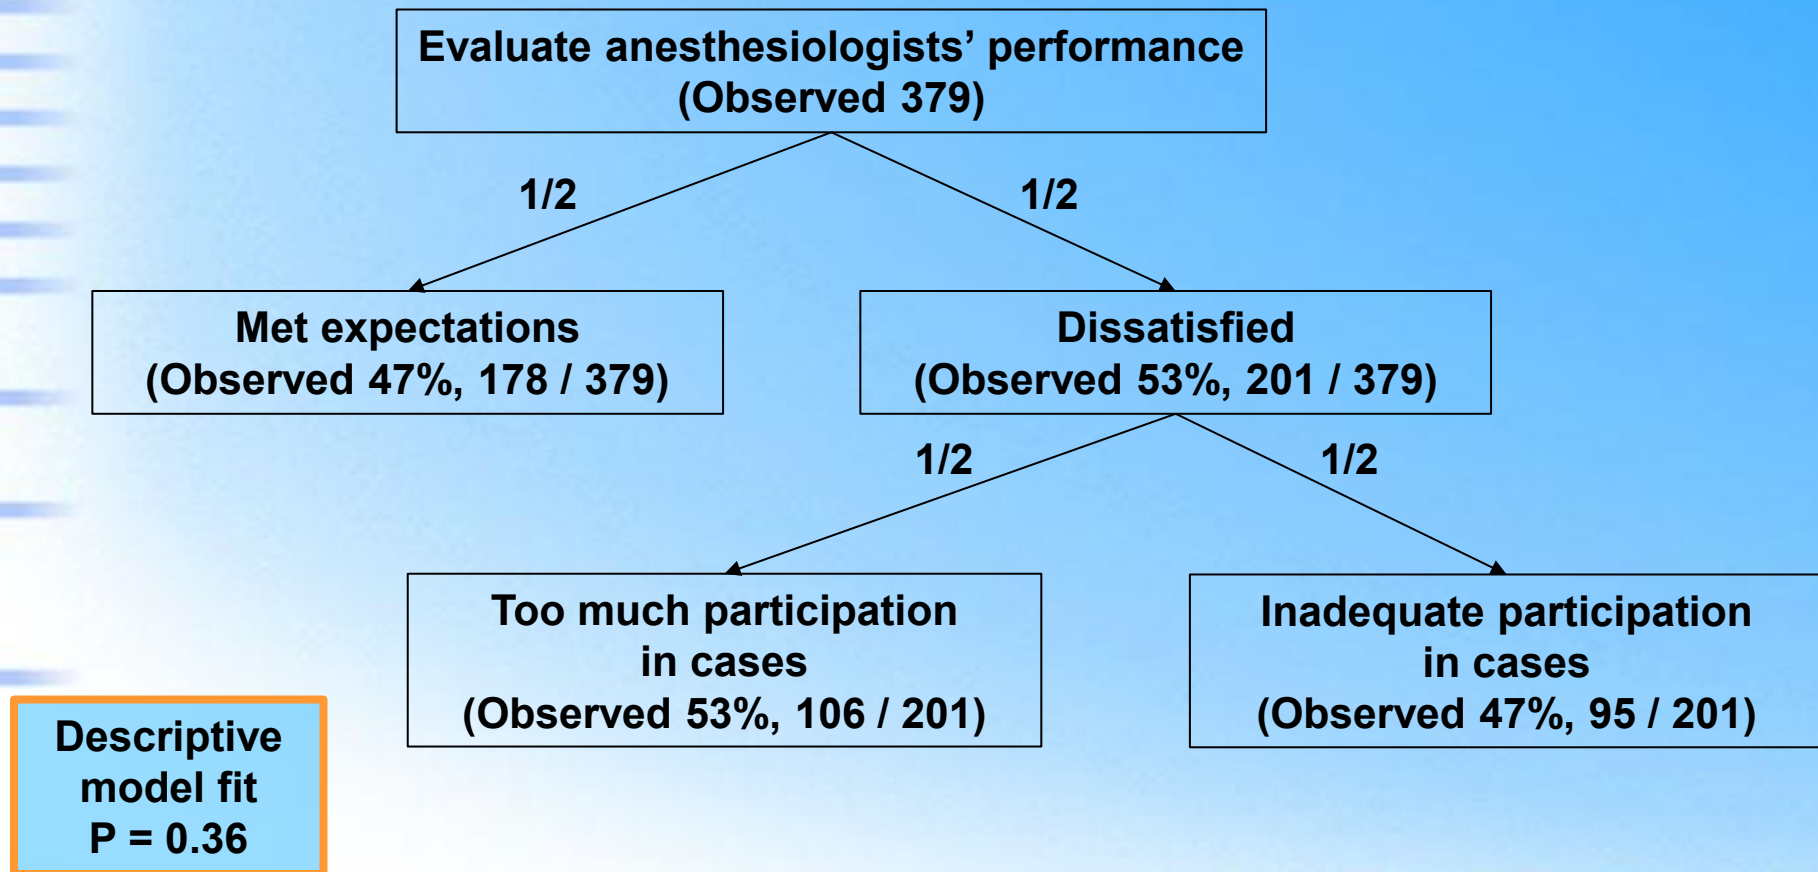 Evaluate anesthesiologists’ performance
(Observed 379)
1/2
1/2
Met expectations
(Observed 47%, 178 / 379)
Dissatisfied
(Observed 53%, 201 / 379)
1/2
1/2
Too much participation
in cases
(Observed 53%, 106 / 201)
Inadequate participation
in cases
(Observed 47%, 95 / 201)
Descriptive
model fit
P = 0.36